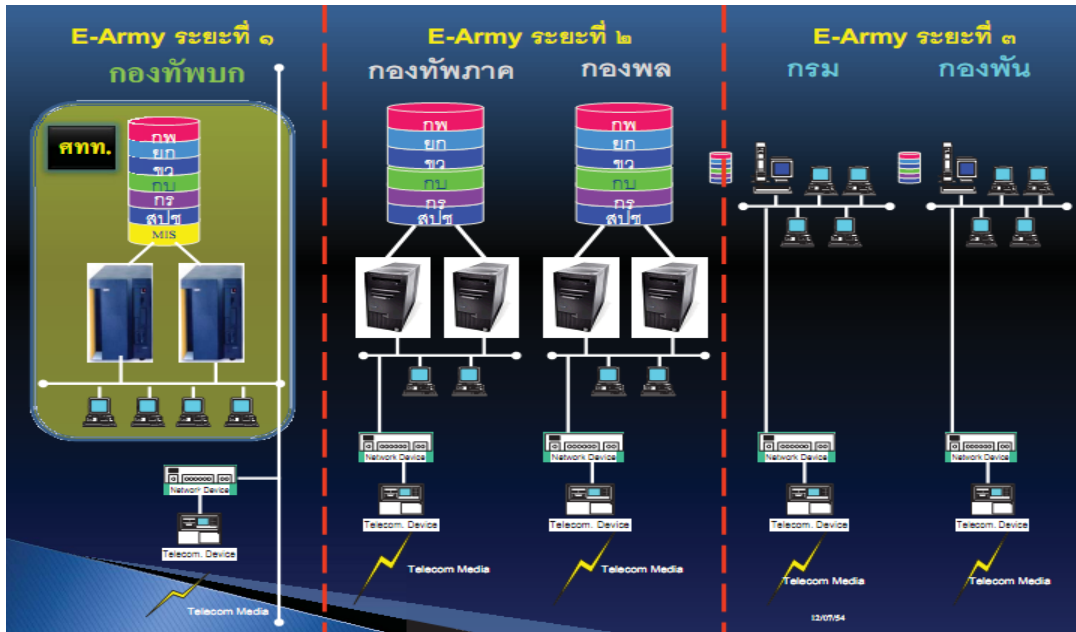 E-Army ระยะที่ ๑
กองทัพบก
ศทท.
กพ
ยก
ขว
กบ
กร
สปช
MIS
Network Device
Telecom. Device
Telecom Media
E-Army ระยะที่ ๒
กองทัพภาค
กองพล
กพ
ยก
ขว
กบ
กร
สปช
กพ
ยก
ขว
กบ
กร
สปช
Network Device
Network Device
Telecom. Device
Telecom. Device
Telecom Media
Telecom Media
E-Army ระยะที่ ๓
กรม
กองพัน
Network Device
Network Device
Telecom. Device
Telecom. Device
Telecom Media
Telecom Media
12/07/54